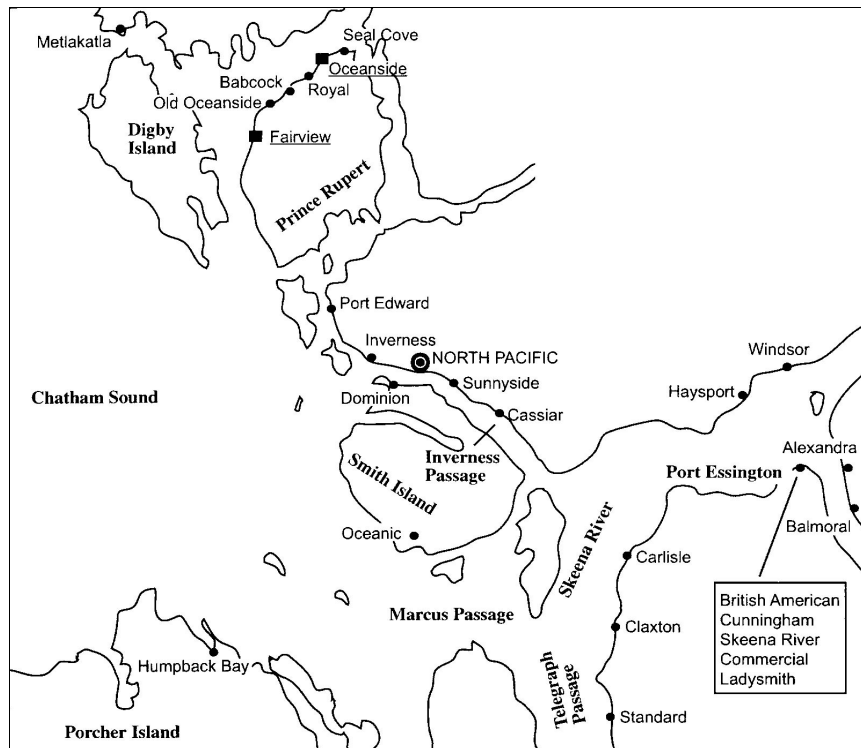 Metlakatla
Seal Cove
Oceanside
Babcock
Royal
Old Oceanside
Digby
Island
Fairview
Prince Rupert
Port Edward
Inverness
NORTH PACIFIC
Windsor
Sunnyside
Haysport
Chatham Sound
Dominion
Cassiar
Inverness
Passage
Alexandra
Smith Island
Port Essington
Oceanic
Skeena River
Balmoral
Carlisle
British American
Cunningham
Skeena River
Commercial
Ladysmith
Marcus Passage
Claxton
Humpback Bay
Telegraph
Passage
Standard
Porcher Island